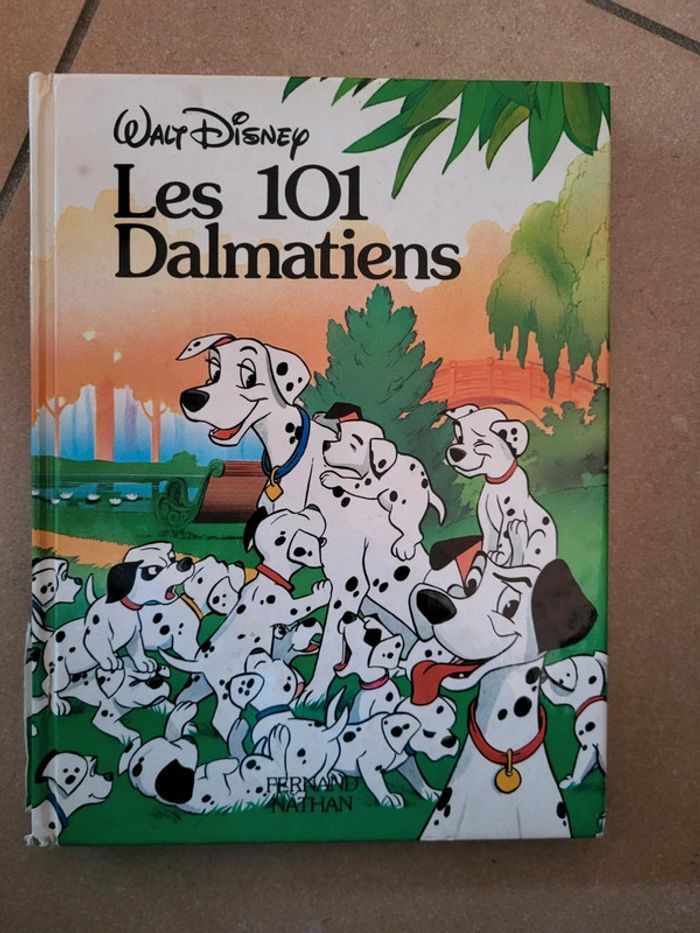 WALT DISNEY
Les 101
Dalmatiens
FERNAND
NATHAN